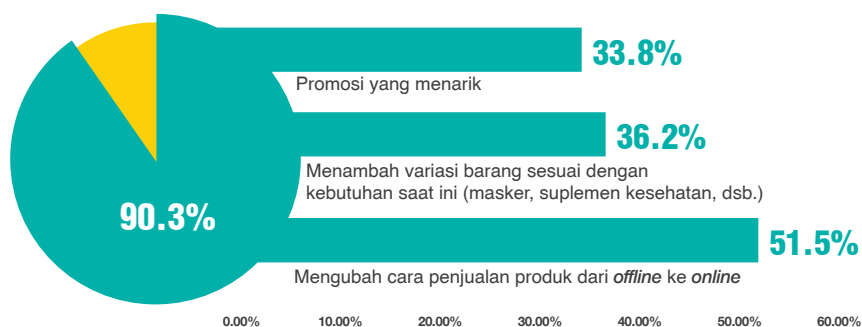 33.8%
Promosi yang menarik
36.2%
Menambah variasi barang sesuai dengan
kebutuhan saat ini (masker, suplemen kesehatan, dsb.)
90.3%
51.5%
Mengubah cara penjualan produk dari offline ke online
0.00% 10.00% 20.00% 30.00% 40.00% 50.00% 60.00%